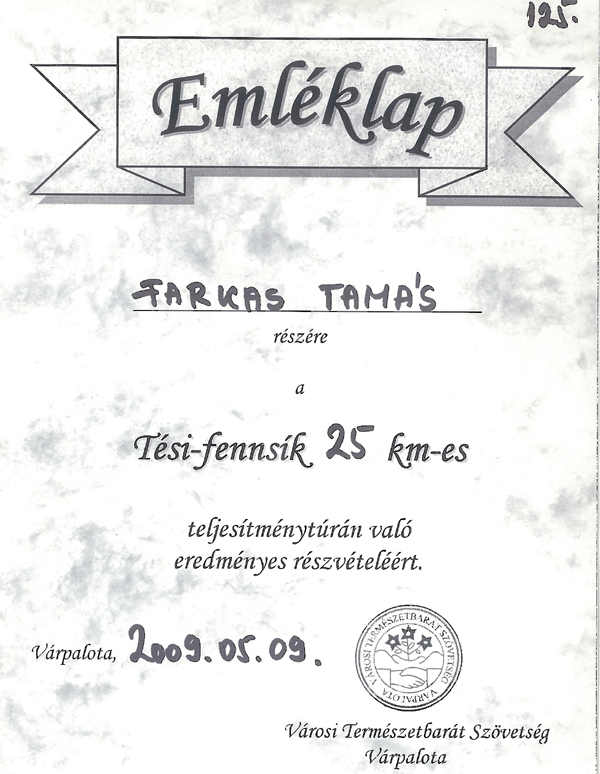 125.
Emléklap
FARKAS TAMÁS
részére
a
Tési-fennsík 25 km-es
teljesítménytúrán való
eredményes részvételéért.
Várpalota, 2009.05.09.
VÁROSI TERMÉSZETBARÁT SZÖVETSÉG
VÁRPALOTA
Városi Természetbarát Szövetség
Várpalota